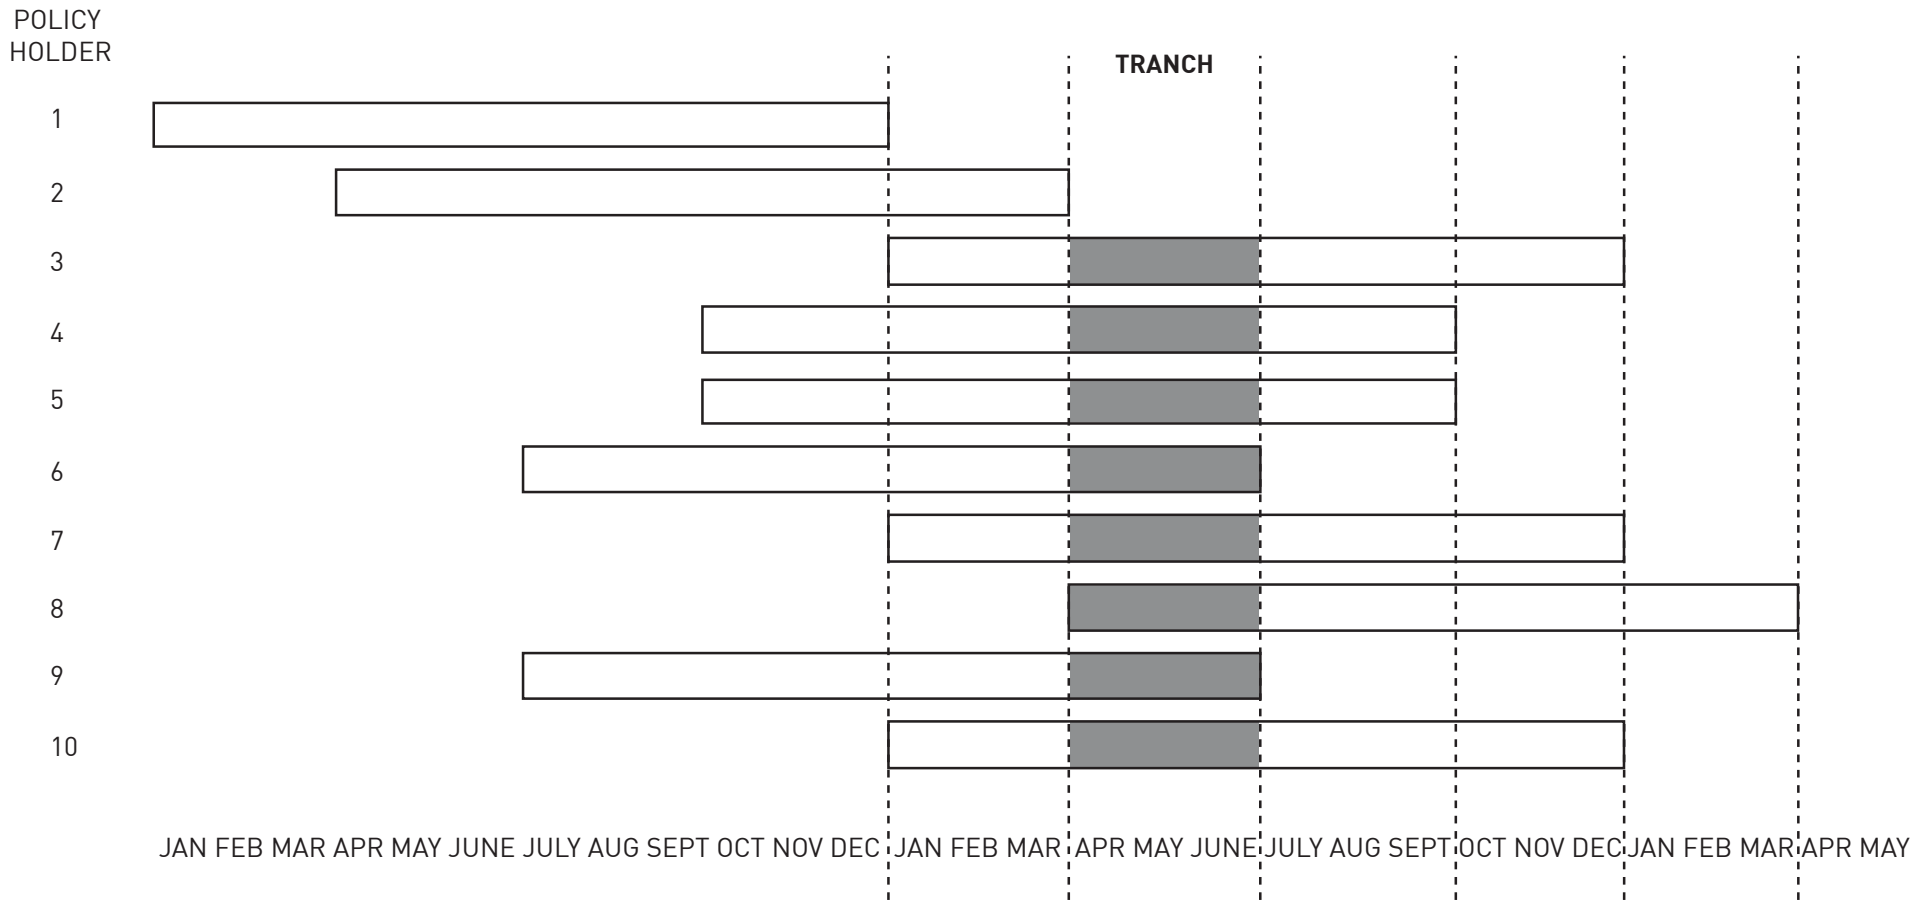 POLICY
HOLDER
TRANCH
1
2
3
4
5
6
7
8
9
10
JAN FEB MAR APR MAY JUNE JULY AUG SEPT OCT NOV DEC JAN FEB MAR APR MAY JUNE JULY AUG SEPT OCT NOV DEC JAN FEB MAR APR MAY